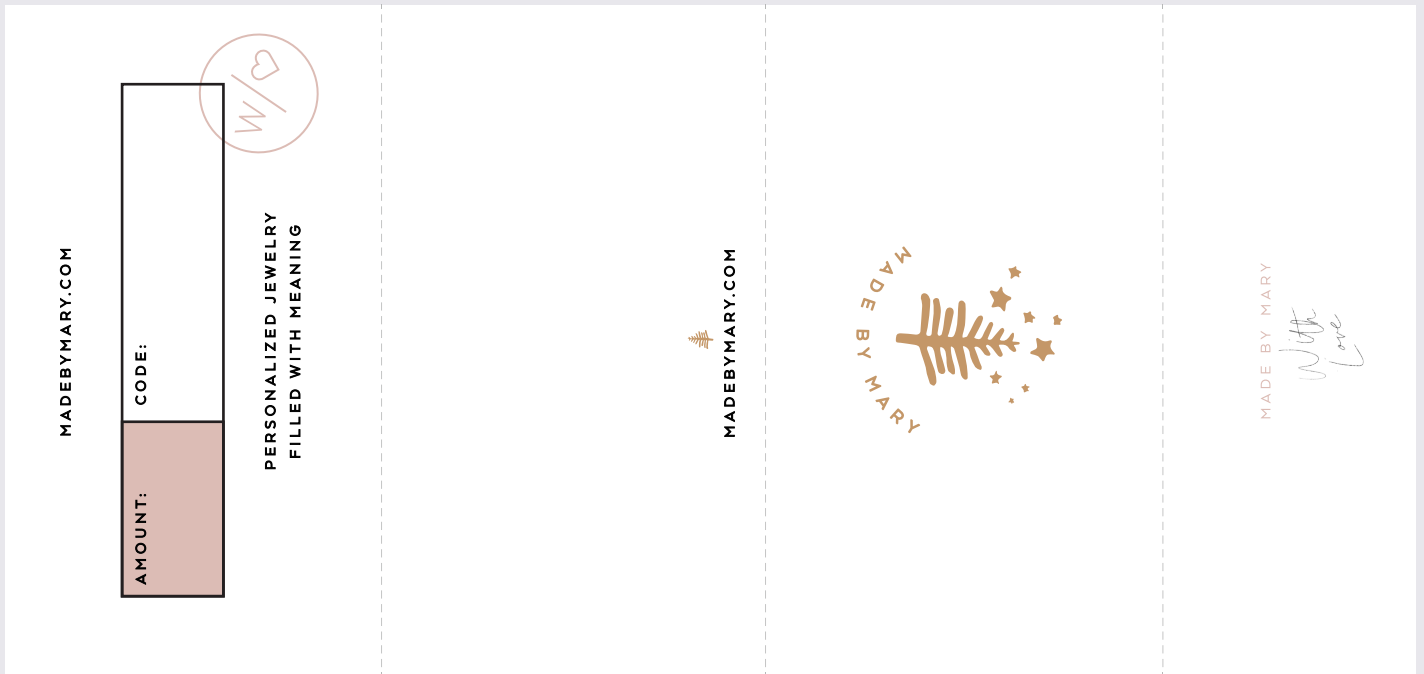 MADEBYMARY.COM
CODE:
AMOUNT:
W/
PERSONALIZED JEWELRY
FILLED WITH MEANING
MADEBYMARY.COM
MADE BY MARY
MADE BY MARY
With
Love